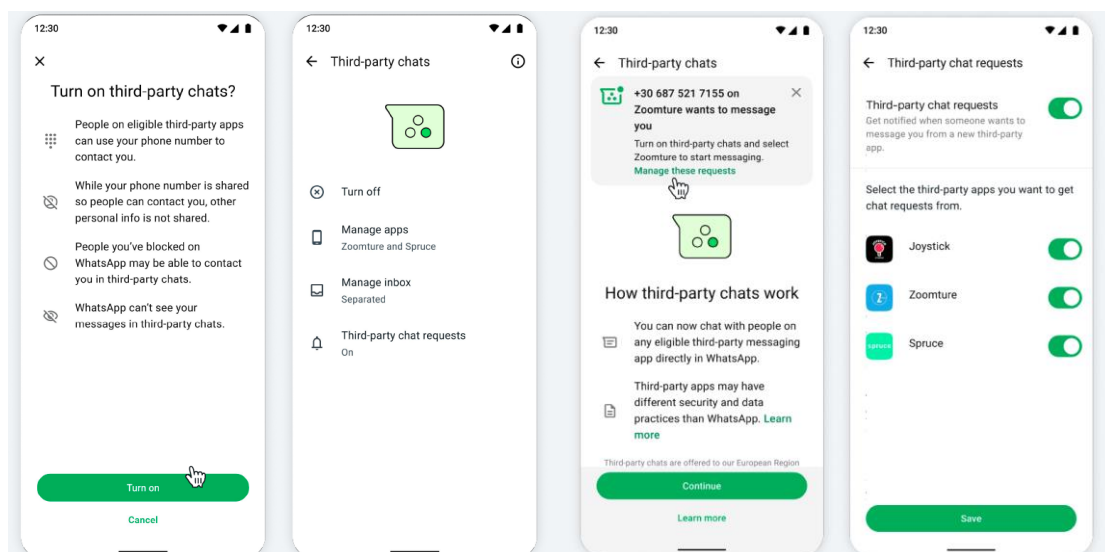 12:30
Turn on third-party chats?
People on eligible third-party apps
can use your phone number to
contact you.
While your phone number is shared
so people can contact you, other
personal info is not shared.
People you've blocked on
WhatsApp may be able to contact
you in third-party chats.
WhatsApp can't see your
messages in third-party chats.
Turn on
Cancel
12:30
Third-party chats
Turn off
Manage apps
Zoomture and Spruce
Manage inbox
Separated
Third-party chat requests
On
12:30
Third-party chats
+30 687 521 7155 on
Zoomture wants to message
you
Turn on third-party chats and select
Zoomture to start messaging.
Manage these requests
How third-party chats work
You can now chat with people on
any eligible third-party messaging
app directly in WhatsApp.
Third-party apps may have
different security and data
practices than WhatsApp. Learn
more
Third-party chats are offered to our European Region
Continue
Learn more
12:30
Third-party chat requests
Third-party chat requests
Get notified when someone wants to
message you from a new third-party
app.
Select the third-party apps you want to get
chat requests from.
Joystick
Zoomture
spruce
Spruce
Save